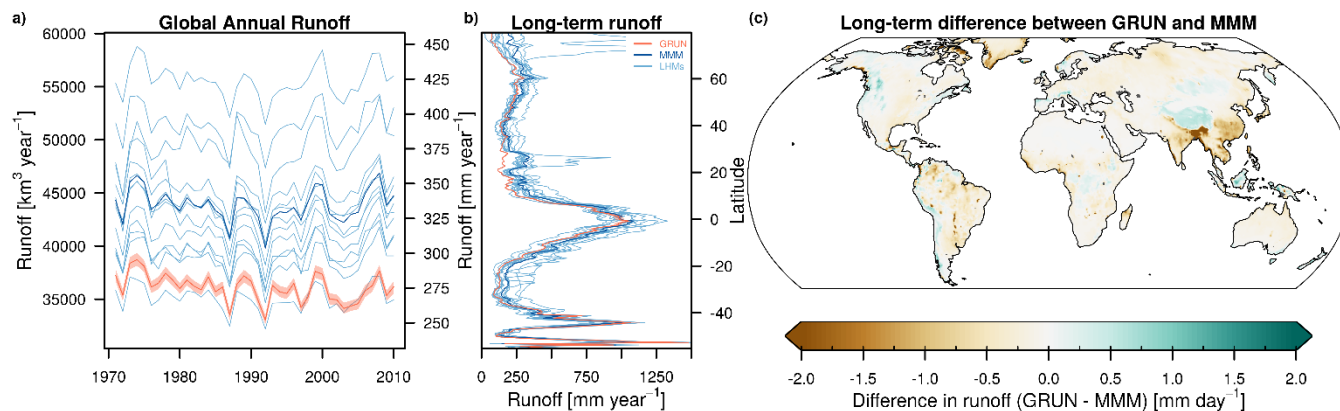 a)
Global Annual Runoff
60000
55000
50000
45000
40000
35000
Runoff [km³ year⁻¹]
450
425
400
375
350
325
300
275
250
Runoff [mm year⁻¹]
1970 1980 1990 2000 2010
b)
Long-term runoff
GRUN
MMM
LHMs
60
40
20
0
-20
-40
Latitude
0 250 750 1250
Runoff [mm year⁻¹]
(c)
Long-term difference between GRUN and MMM
-2.0 -1.5 -1.0 -0.5 0.0 0.5 1.0 1.5 2.0
Difference in runoff (GRUN - MMM) [mm day⁻¹]